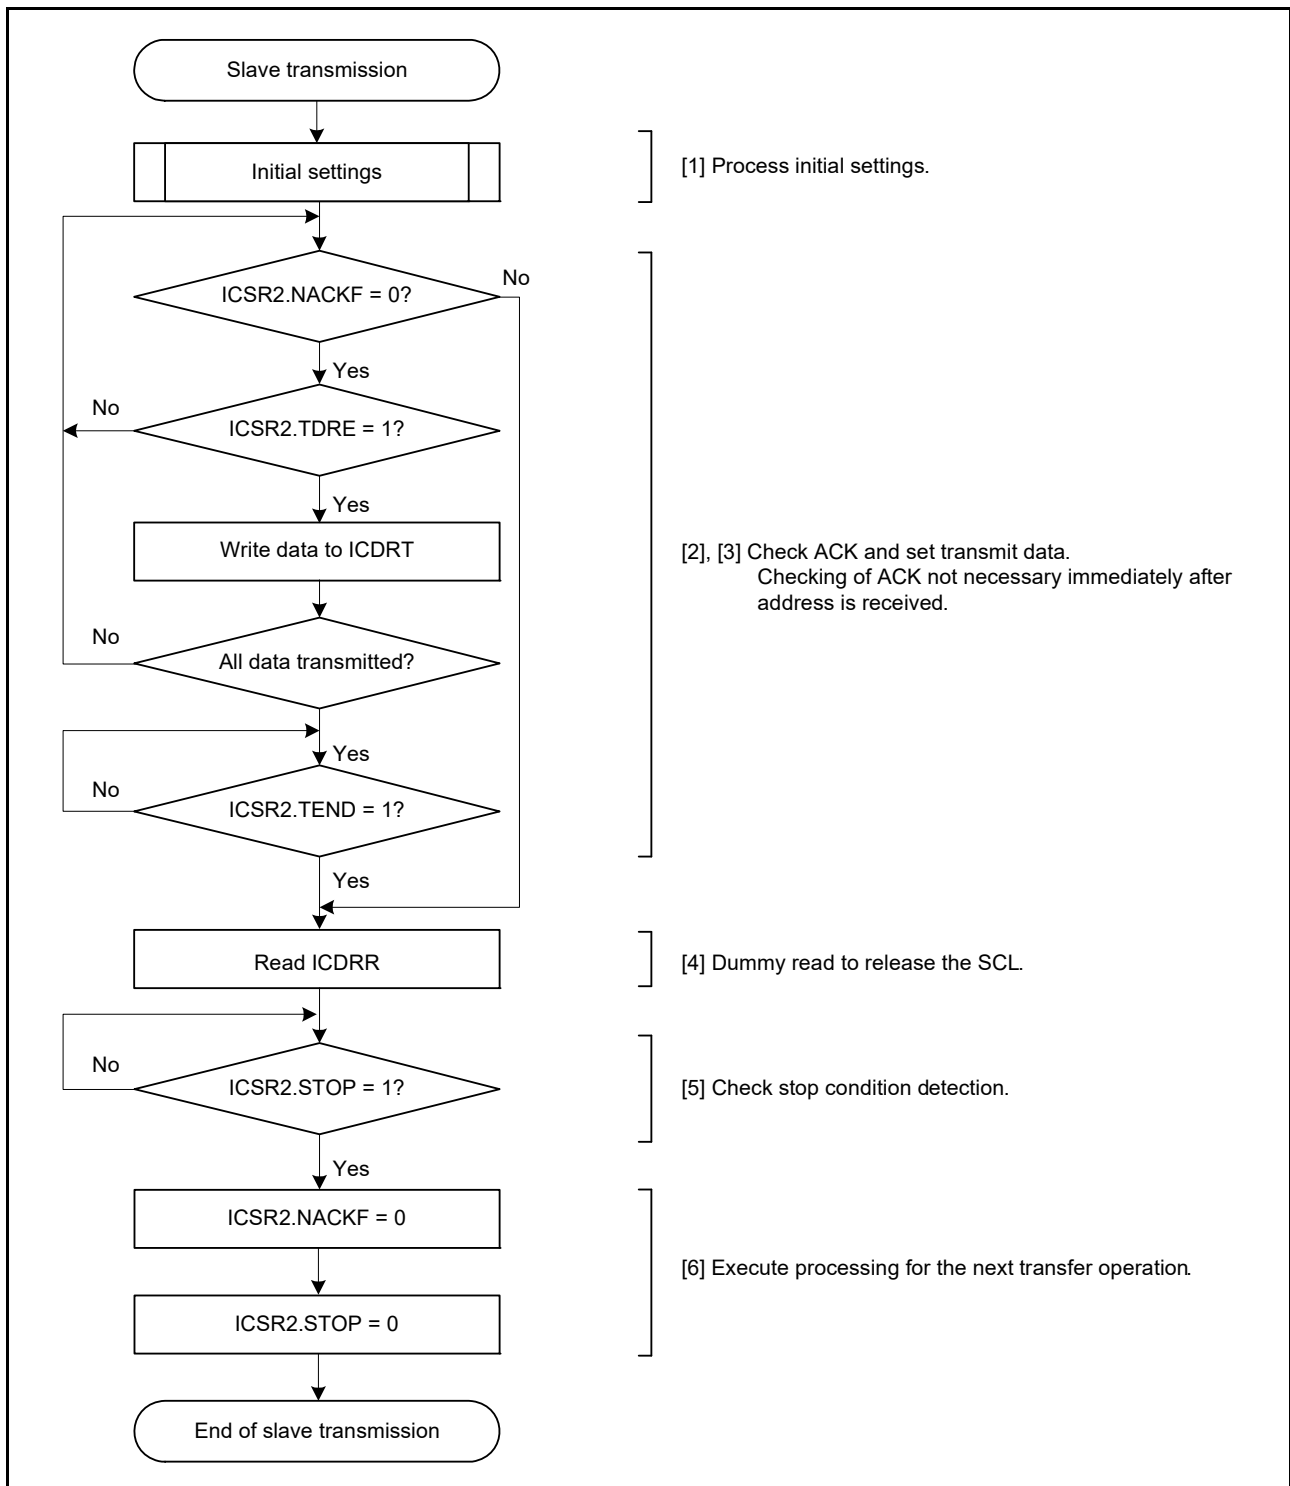 Slave transmission
Initial settings
[1] Process initial settings.
No
ICSR2.NACKF = 0?
Yes
No
ICSR2.TDRE = 1?
Yes
Write data to ICDRT
[2], [3] Check ACK and set transmit data.
Checking of ACK not necessary immediately after
address is received.
No
All data transmitted?
Yes
No
ICSR2.TEND = 1?
Yes
Read ICDRR
[4] Dummy read to release the SCL.
No
ICSR2.STOP = 1?
[5] Check stop condition detection.
Yes
ICSR2.NACKF = 0
[6] Execute processing for the next transfer operation.
ICSR2.STOP = 0
End of slave transmission